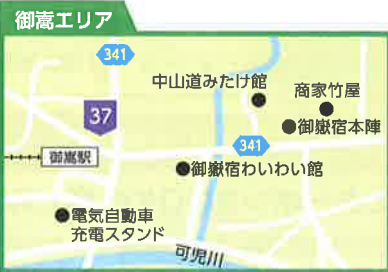 御嵩エリア
341
中山道みたけ館
商家竹屋
37
御嶽宿本陣
341
御嵩駅
御嶽宿わいわい館
電気自動車
充電スタンド
可児川